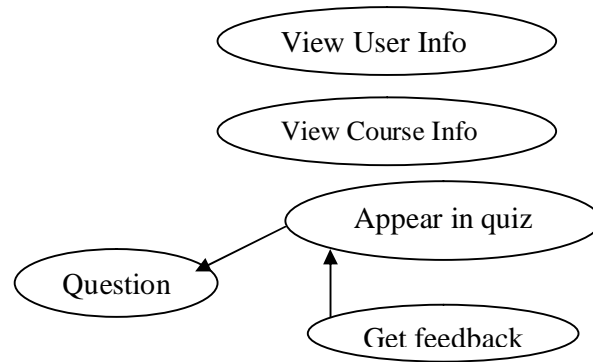 View User Info
View Course Info
Appear in quiz
Question
Get feedback